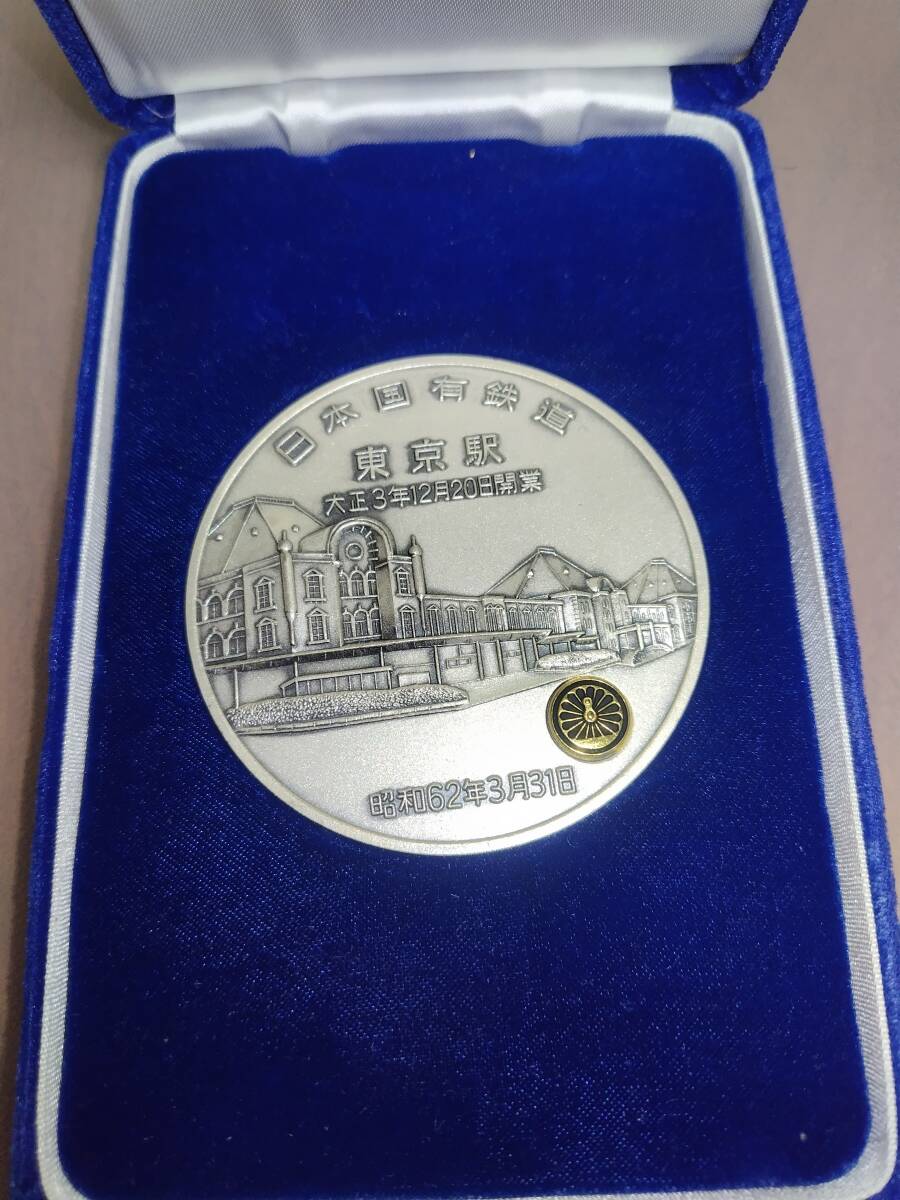 日本国有鉄道
東京駅
大正3年12月20日開業
昭和62年3月31日